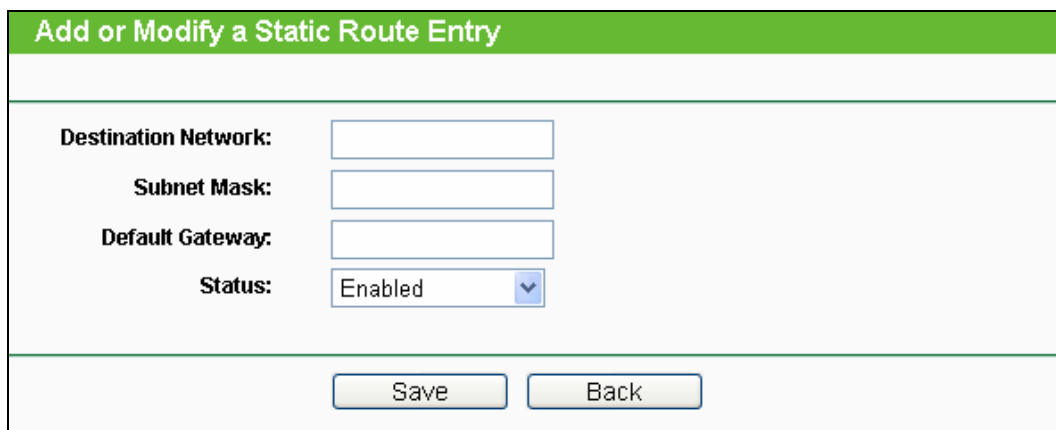 Add or Modify a Static Route Entry
Destination Network:
Subnet Mask:
Default Gateway:
Status: Enabled
Save Back